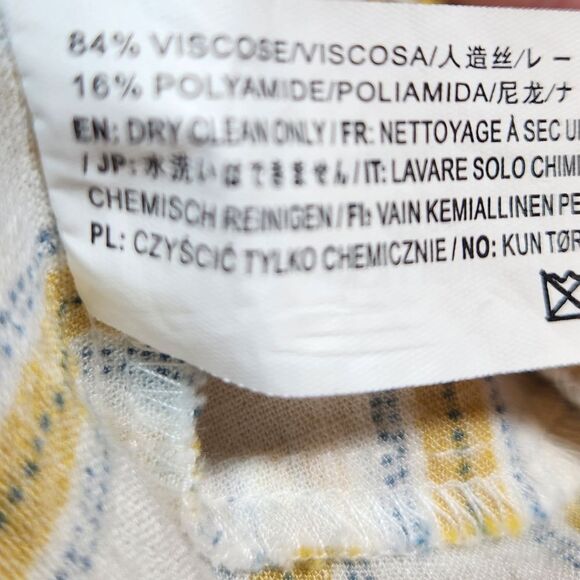 84% VISCOSE/VISCOSA/人造丝/レー
16% POLYAMIDE/POLIAMIDA/尼龙/ナ
EN: DRY CLEAN ONLY / FR: NETTOYAGE À SEC U
/ JP: 水洗いはできません / IT: LAVARE SOLO CHIMI
CHEMISCH REINIGEN / FI: VAIN KEMIALLINEN PE
PL: CZYŚCIĆ TYLKO CHEMICZNIE / NO: KUN TØR